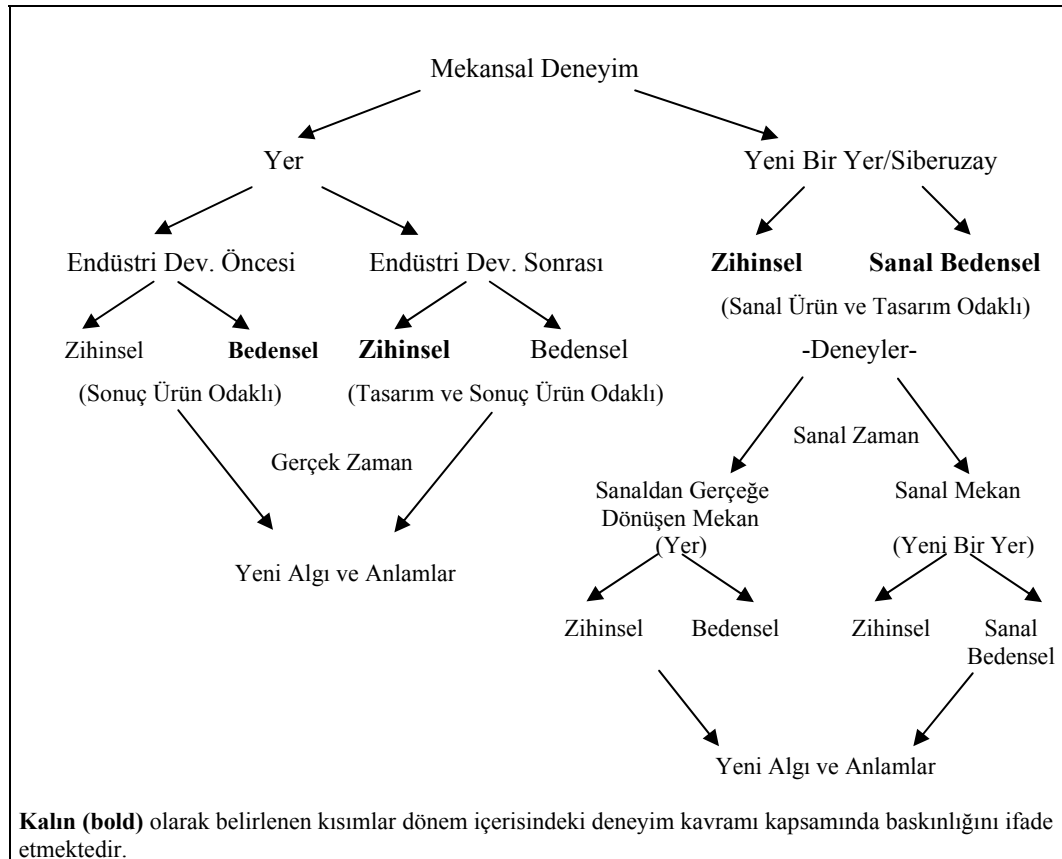 Mekansal Deneyim
Yer
Yeni Bir Yer/Siberuzay
Endüstri Dev. Öncesi
Endüstri Dev. Sonrası
Zihinsel
Sanal Bedensel
(Sanal Ürün ve Tasarım Odaklı)
Zihinsel
Bedensel
Zihinsel
Bedensel
-Deneyler-
(Sonuç Ürün Odaklı)
(Tasarım ve Sonuç Ürün Odaklı)
Gerçek Zaman
Sanal Zaman
Sanaldan Gerçeğe
Dönüşen Mekan
(Yer)
Sanal Mekan
(Yeni Bir Yer)
Yeni Algı ve Anlamlar
Zihinsel
Bedensel
Zihinsel
Sanal
Bedensel
Yeni Algı ve Anlamlar
Kalın (bold) olarak belirlenen kısımlar dönem içerisindeki deneyim kavramı kapsamında baskınlığını ifade
etmektedir.